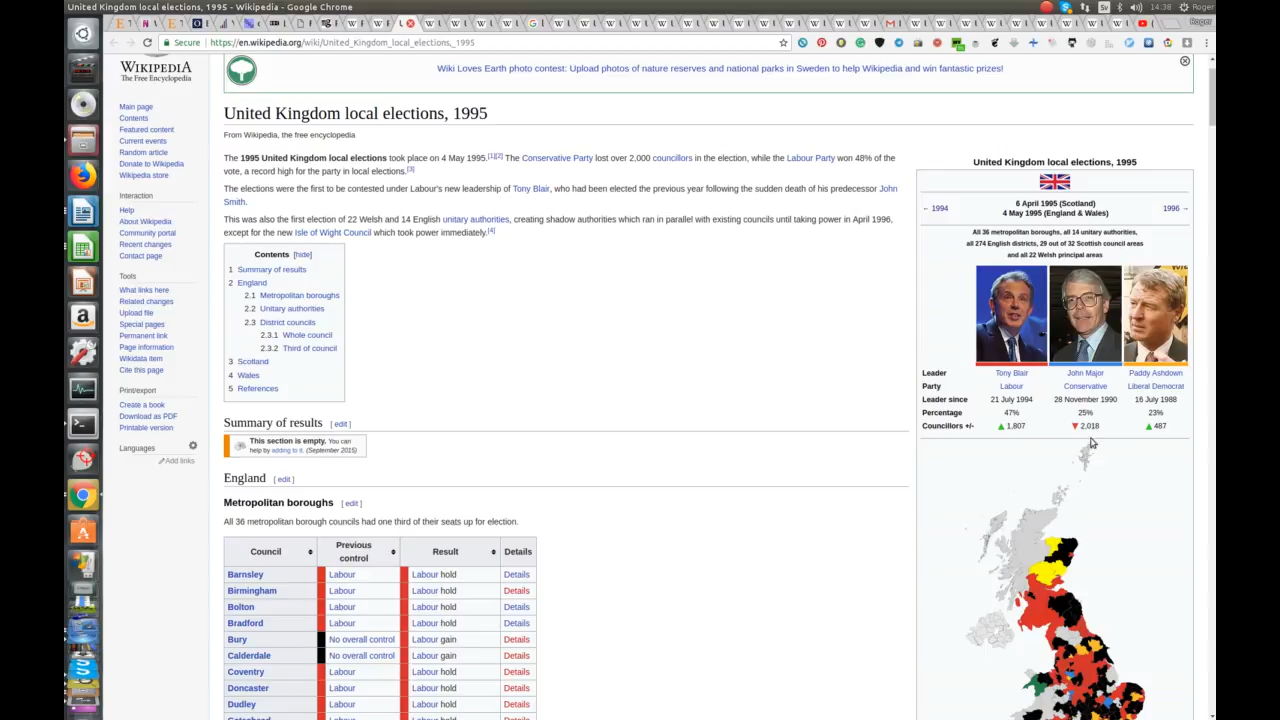 United Kingdom local elections, 1995 - Wikipedia - Google Chrome
Sv
14:38
Roger
Roger
Secure
https://en.wikipedia.org/wiki/United_Kingdom_local_elections,_1995
WIKIPEDIA
The Free Encyclopedia
Main page
Contents
Featured content
Current events
Random article
Donate to Wikipedia
Wikipedia store
Interaction
Help
About Wikipedia
Community portal
Recent changes
Contact page
Tools
What links here
Related changes
Upload file
Special pages
Permanent link
Page information
Wikidata item
Cite this page
Print/export
Create a book
Download as PDF
Printable version
Languages
Add links
Wiki Loves Earth photo contest: Upload photos of nature reserves and national parks in Sweden to help Wikipedia and win fantastic prizes!
United Kingdom local elections, 1995
From Wikipedia, the free encyclopedia
The 1995 United Kingdom local elections took place on 4 May 1995.[1][2] The Conservative Party lost over 2,000 councillors in the election, while the Labour Party won 48% of the
vote, a record high for the party in local elections.[3]
The elections were the first to be contested under Labour's new leadership of Tony Blair, who had been elected the previous year following the sudden death of his predecessor John
Smith.
This was also the first election of 22 Welsh and 14 English unitary authorities, creating shadow authorities which ran in parallel with existing councils until taking power in April 1996,
except for the new Isle of Wight Council which took power immediately.[4]
Contents [hide]
1 Summary of results
2 England
2.1 Metropolitan boroughs
2.2 Unitary authorities
2.3 District councils
2.3.1 Whole council
2.3.2 Third of council
3 Scotland
4 Wales
5 References
Summary of results [ edit ]
This section is empty. You can
help by adding to it. (September 2015)
England [ edit ]
Metropolitan boroughs [ edit ]
All 36 metropolitan borough councils had one third of their seats up for election.
Council Previous control Result Details
Barnsley Labour Labour hold Details
Birmingham Labour Labour hold Details
Bolton Labour Labour hold Details
Bradford Labour Labour hold Details
Bury No overall control Labour gain Details
Calderdale No overall control Labour gain Details
Coventry Labour Labour hold Details
Doncaster Labour Labour hold Details
Dudley Labour Labour hold Details
United Kingdom local elections, 1995
← 1994
6 April 1995 (Scotland)
4 May 1995 (England & Wales)
1996 →
All 36 metropolitan boroughs, all 14 unitary authorities,
all 274 English districts, 29 out of 32 Scottish council areas
and all 22 Welsh principal areas
Leader Tony Blair John Major Paddy Ashdown
Party Labour Conservative Liberal Democrat
Leader since 21 July 1994 28 November 1990 16 July 1988
Percentage 47% 25% 23%
Councillors +/- ▲ 1,807 ▼ 2,018 ▲ 487